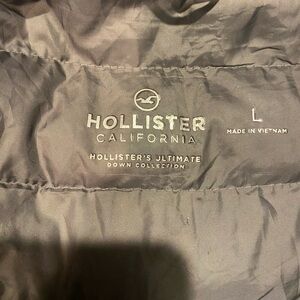 HOLLISTER
CALIFORNIA
HOLLISTER'S ULTIMATE
DOWN COLLECTION
L
MADE IN VIETNAM